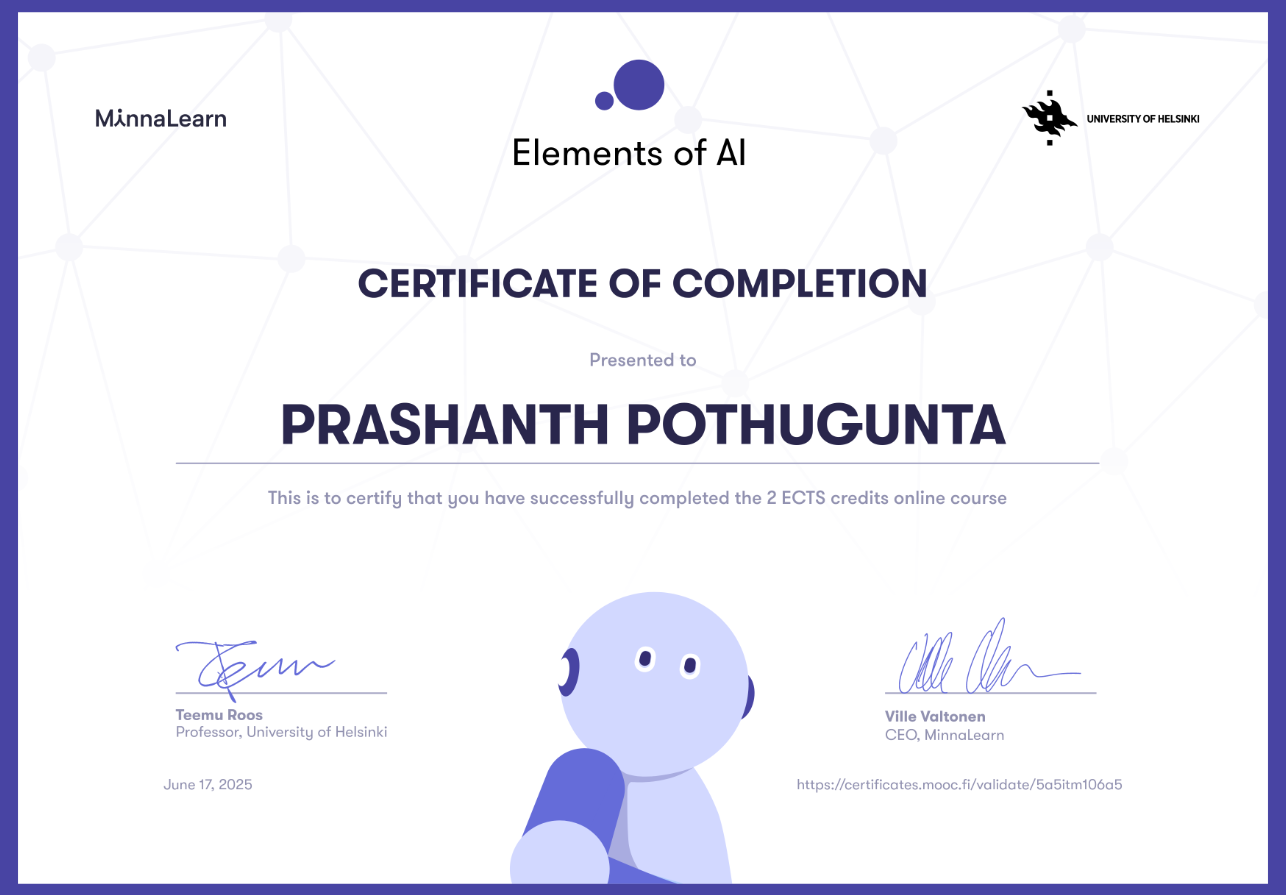 MinnaLearn
Elements of AI
UNIVERSITY OF HELSINKI
CERTIFICATE OF COMPLETION
Presented to
PRASHANTH POTHUGUNTA
This is to certify that you have successfully completed the 2 ECTS credits online course
Teemu Roos
Professor, University of Helsinki
Ville Valtonen
CEO, MinnaLearn
June 17, 2025
https://certificates.mooc.fi/validate/5a5itm106a5